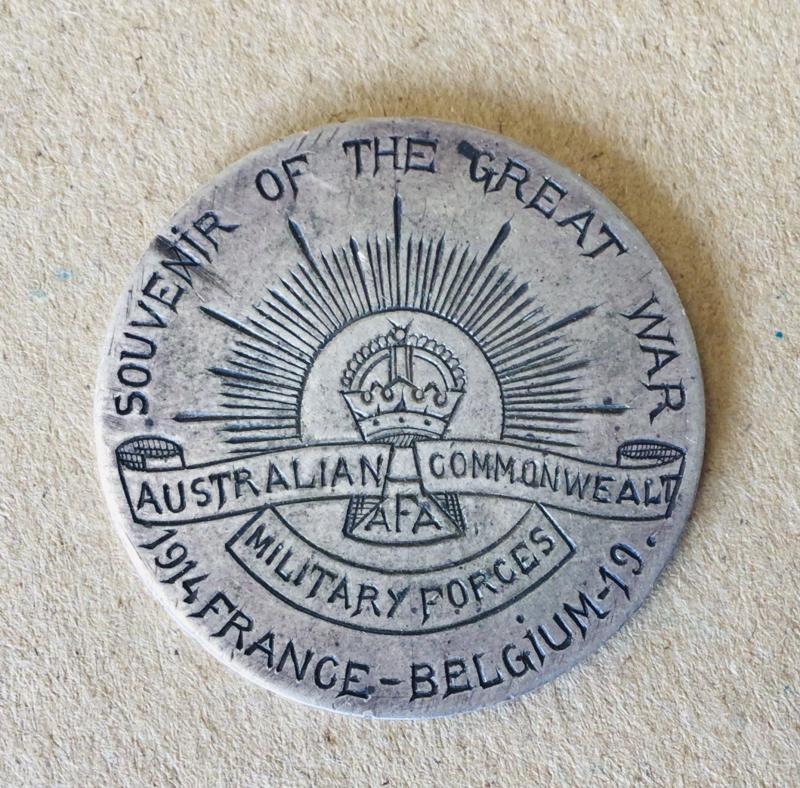 SOUVENIR OF THE GREAT WAR
AUSTRALIAN COMMONWEALT
AFA
MILITARY FORCES
1914 FRANCE-BELGIUM-19.